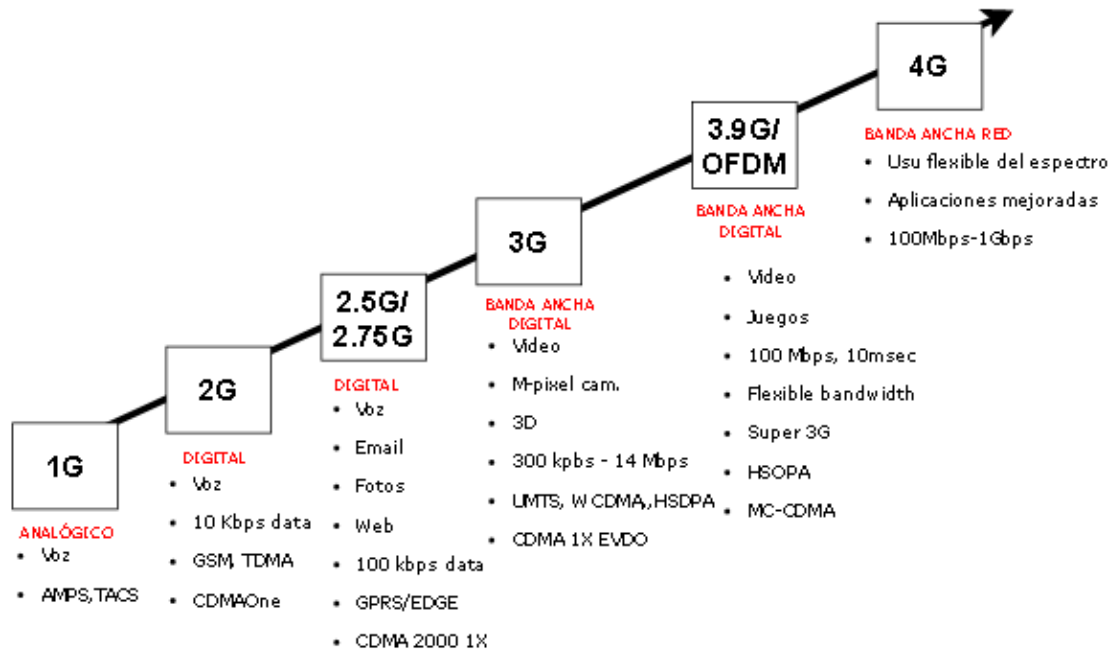 1G
ANALÓGICO
• Voz
• AMPS,TACS
2G
DIGITAL
• Voz
• 10 Kbps data
• GSM, TDMA
• CDMAOne
2.5G/
2.75G
DIGITAL
• Voz
• Email
• Fotos
• Web
• 100 kbps data
• GPRS/EDGE
• CDMA 2000 1X
3G
BANDA ANCHA
DIGITAL
• Video
• M-pixel cam.
• 3D
• 300 kpbs - 14 Mbps
• UMTS, W CDMA,,HSDPA
• CDMA 1X EVDO
3.9G/
OFDM
BANDA ANCHA
DIGITAL
• Video
• Juegos
• 100 Mbps, 10msec
• Flexible bandwidth
• Super 3G
• HSOPA
• MC-CDMA
4G
BANDA ANCHA RED
• Usu flexible del espectro
• Aplicaciones mejoradas
• 100Mbps-1Gbps